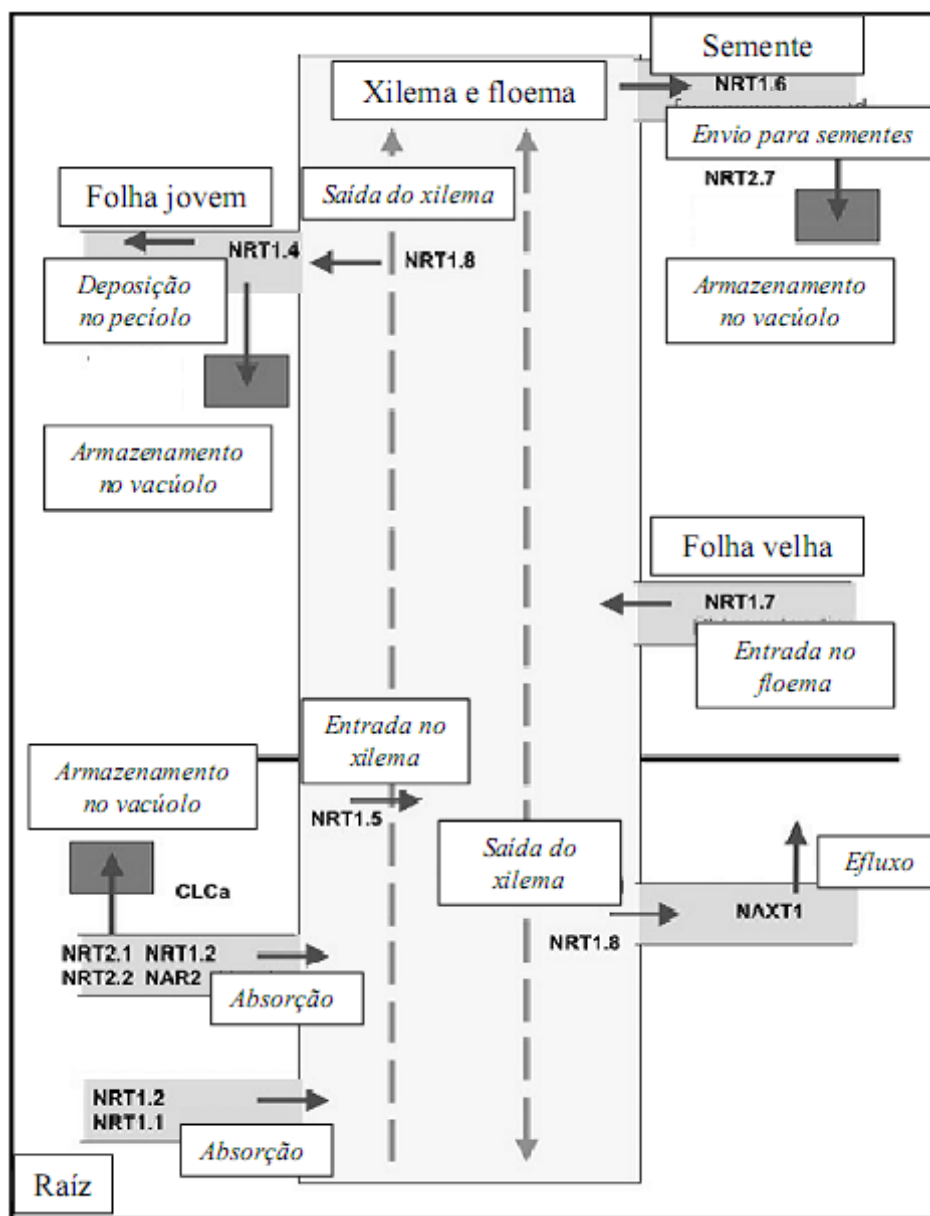 Semente
NRT1.6
Xilema e floema
Envio para sementes
NRT2.7
Saída do xilema
Folha jovem
NRT1.4
NRT1.8
Deposição
no pecíolo
Armazenamento
no vacúolo
Armazenamento
no vacúolo
Folha velha
NRT1.7
Entrada no
floema
Entrada no
xilema
Armazenamento
no vacúolo
NRT1.5
Saída do
xilema
Efluxo
CLCa
NAXT1
NRT1.8
NRT2.1 NRT1.2
NRT2.2 NAR2
Absorção
NRT1.2
NRT1.1
Absorção
Raíz